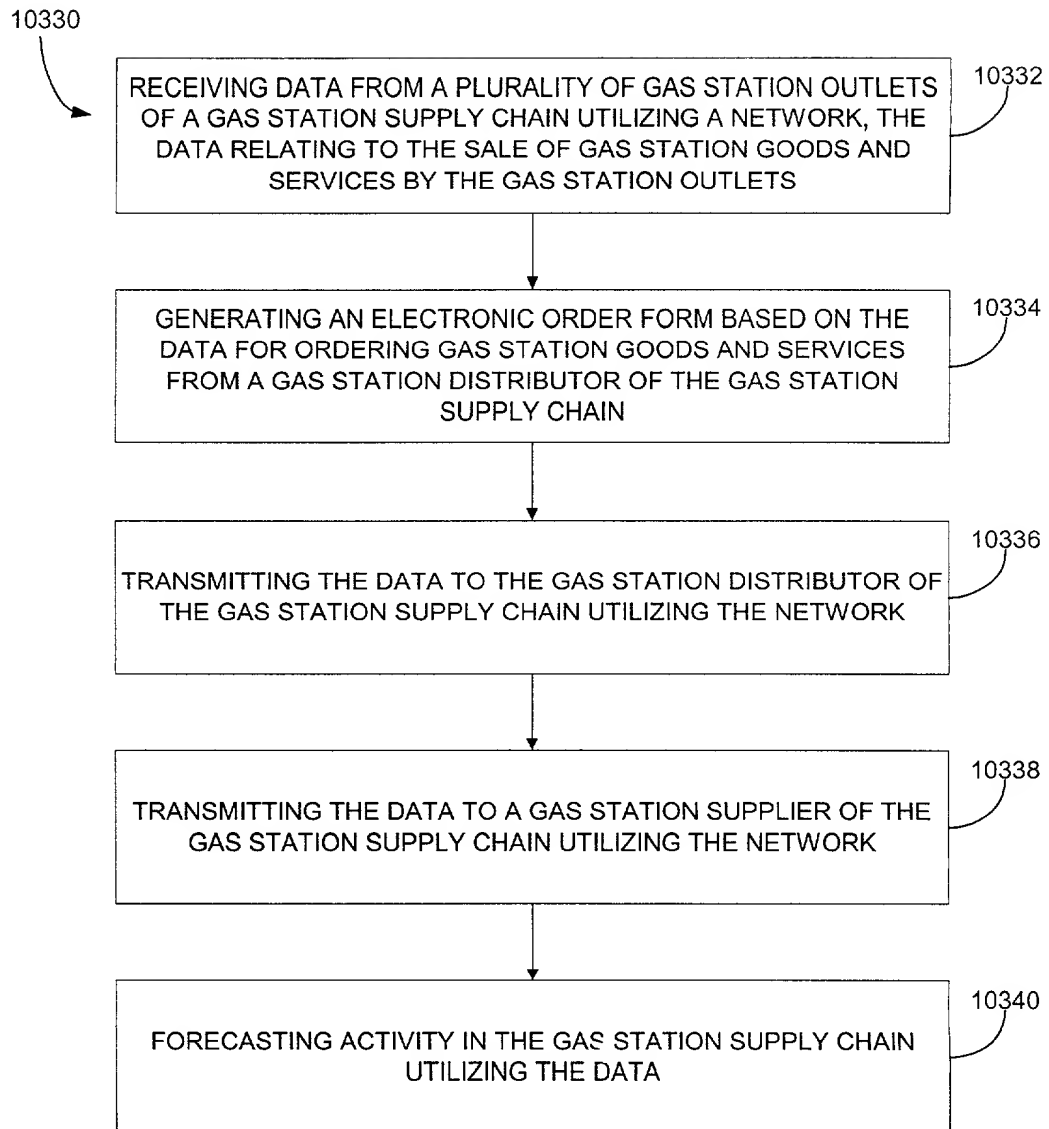 10330
RECEIVING DATA FROM A PLURALITY OF GAS STATION OUTLETS
OF A GAS STATION SUPPLY CHAIN UTILIZING A NETWORK, THE
DATA RELATING TO THE SALE OF GAS STATION GOODS AND
SERVICES BY THE GAS STATION OUTLETS
10332
GENERATING AN ELECTRONIC ORDER FORM BASED ON THE
DATA FOR ORDERING GAS STATION GOODS AND SERVICES
FROM A GAS STATION DISTRIBUTOR OF THE GAS STATION
SUPPLY CHAIN
10334
TRANSMITTING THE DATA TO THE GAS STATION DISTRIBUTOR OF
THE GAS STATION SUPPLY CHAIN UTILIZING THE NETWORK
10336
TRANSMITTING THE DATA TO A GAS STATION SUPPLIER OF THE
GAS STATION SUPPLY CHAIN UTILIZING THE NETWORK
10338
FORECASTING ACTIVITY IN THE GAS STATION SUPPLY CHAIN
UTILIZING THE DATA
10340